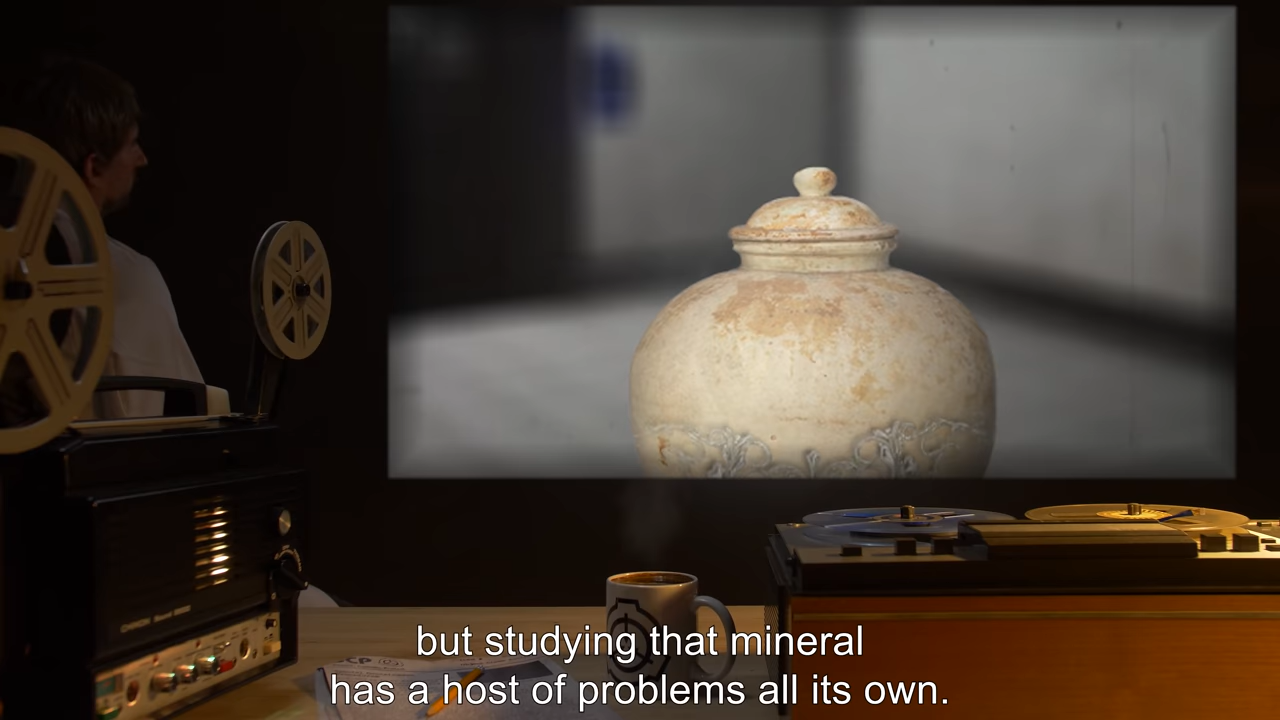 but studying that mineral
has a host of problems all its own.